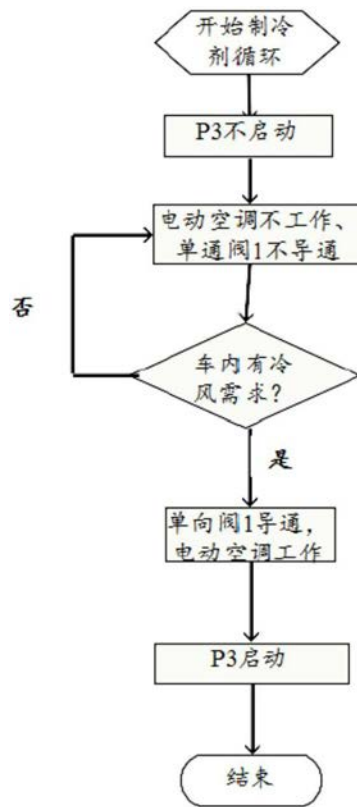 开始制冷
剂循环
P3不启动
电动空调不工作、
单通阀1不导通
否
车内有冷
风需求?
是
单向阀1导通，
电动空调工作
P3启动
结束